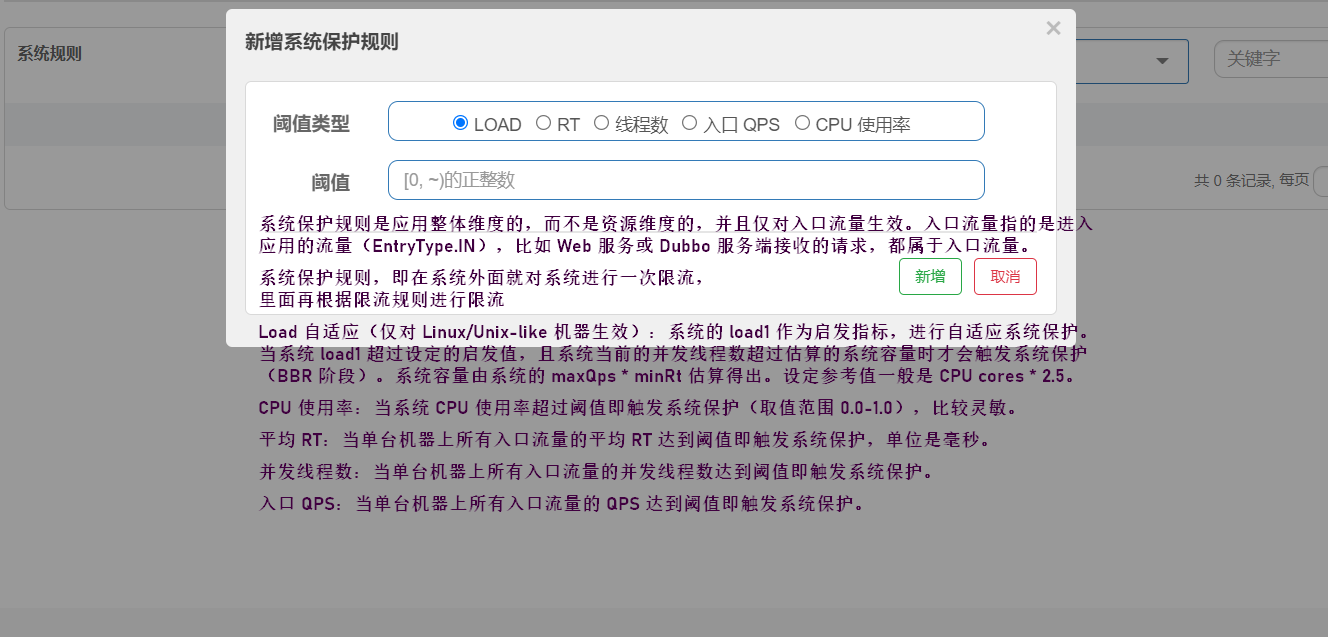 新增系统保护规则
×
系统规则
关键字
阈值类型
LOAD RT 线程数 入口 QPS CPU 使用率
阈值
[0, ~)的正整数
共 0 条记录, 每页
系统保护规则是应用整体维度的，而不是资源维度的，并且仅对入口流量生效。入口流量指的是进入
应用的流量（EntryType.IN），比如 Web 服务或 Dubbo 服务端接收的请求，都属于入口流量。
系统保护规则，即在系统外面就对系统进行一次限流，
里面再根据限流规则进行限流
新增
取消
Load 自适应（仅对 Linux/Unix-like 机器生效）：系统的 load1 作为启发指标，进行自适应系统保护。
当系统 load1 超过设定的启发值，且系统当前的并发线程数超过估算的系统容量时才会触发系统保护
（BBR 阶段）。系统容量由系统的 maxQps * minRt 估算得出。设定参考值一般是 CPU cores * 2.5。
CPU 使用率：当系统 CPU 使用率超过阈值即触发系统保护（取值范围 0.0-1.0），比较灵敏。
平均 RT：当单台机器上所有入口流量的平均 RT 达到阈值即触发系统保护，单位是毫秒。
并发线程数：当单台机器上所有入口流量的并发线程数达到阈值即触发系统保护。
入口 QPS：当单台机器上所有入口流量的 QPS 达到阈值即触发系统保护。